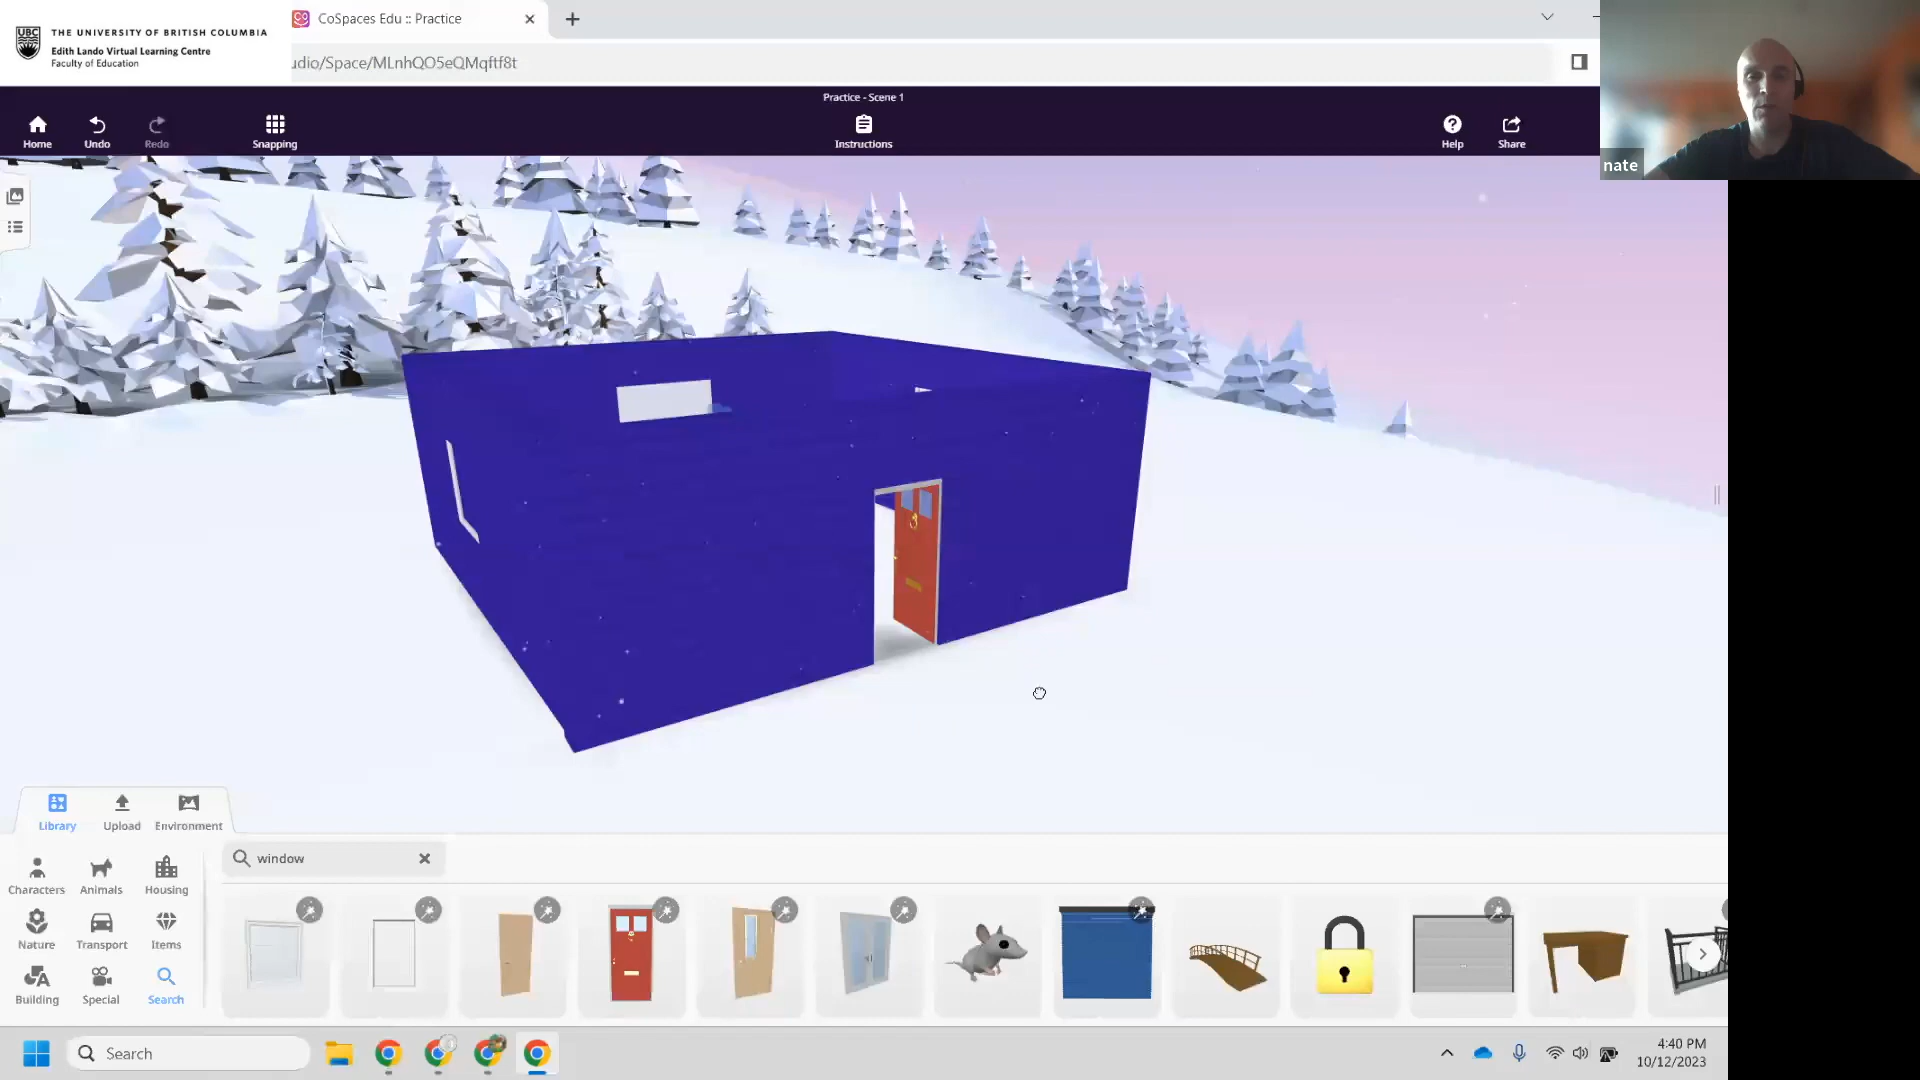 UBC
THE UNIVERSITY OF BRITISH COLUMBIA
Edith Lando Virtual Learning Centre
Faculty of Education
CoSpaces Edu :: Practice
udio/Space/MLnhQO5eQMqftf8t
Practice - Scene 1
Home
Undo
Redo
Snapping
Instructions
Help
Share
nate
Library
Upload
Environment
window
Characters
Animals
Housing
Nature
Transport
Items
Building
Special
Search
Search
4:40 PM
10/12/2023